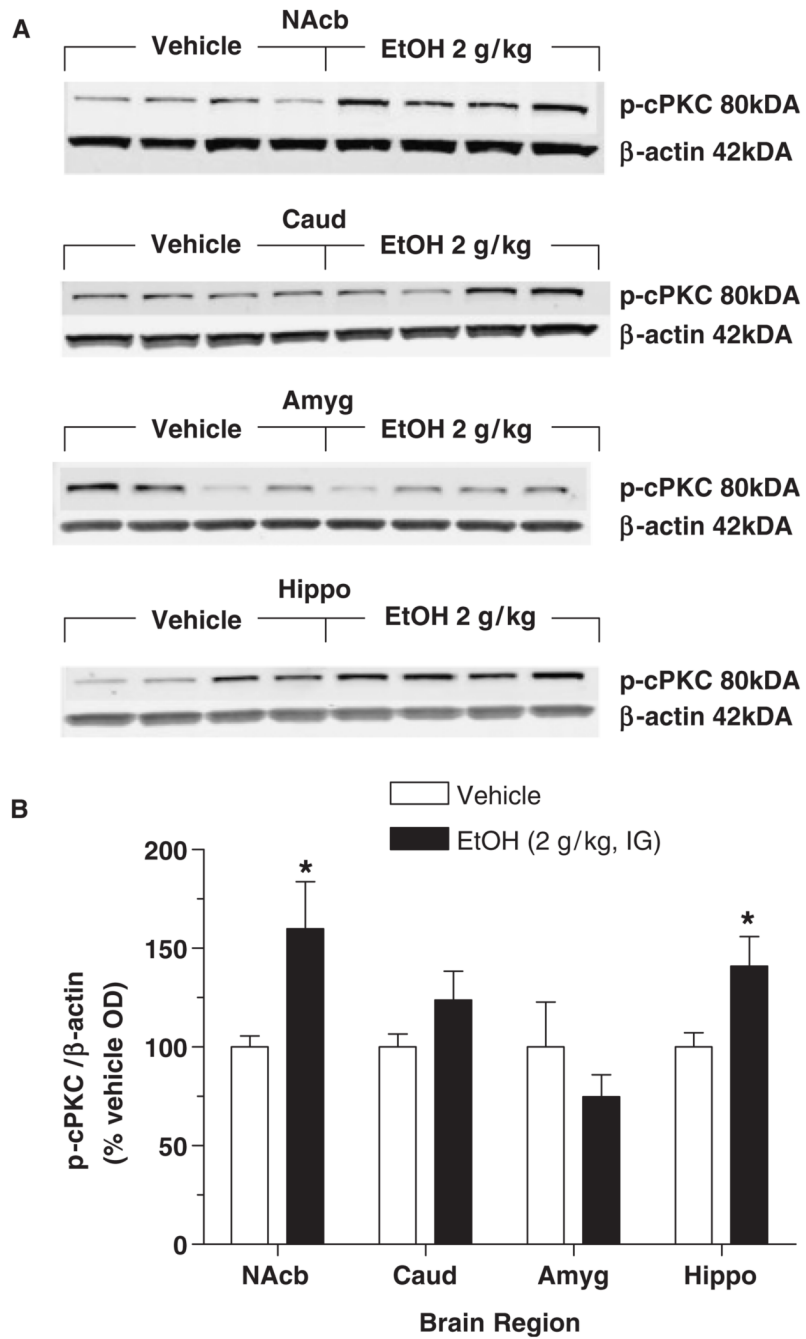 A
NAcb
Vehicle EtOH 2 g/kg
p-cPKC 80kDA
β-actin 42kDA
Caud
Vehicle EtOH 2 g/kg
p-cPKC 80kDA
β-actin 42kDA
Amyg
Vehicle EtOH 2 g/kg
p-cPKC 80kDA
β-actin 42kDA
Hippo
Vehicle EtOH 2 g/kg
p-cPKC 80kDA
β-actin 42kDA
B
Vehicle
EtOH (2 g/kg, IG)
p-cPKC /β-actin
(% vehicle OD)
200
150
100
50
0
*
*
NAcb Caud Amyg Hippo
Brain Region